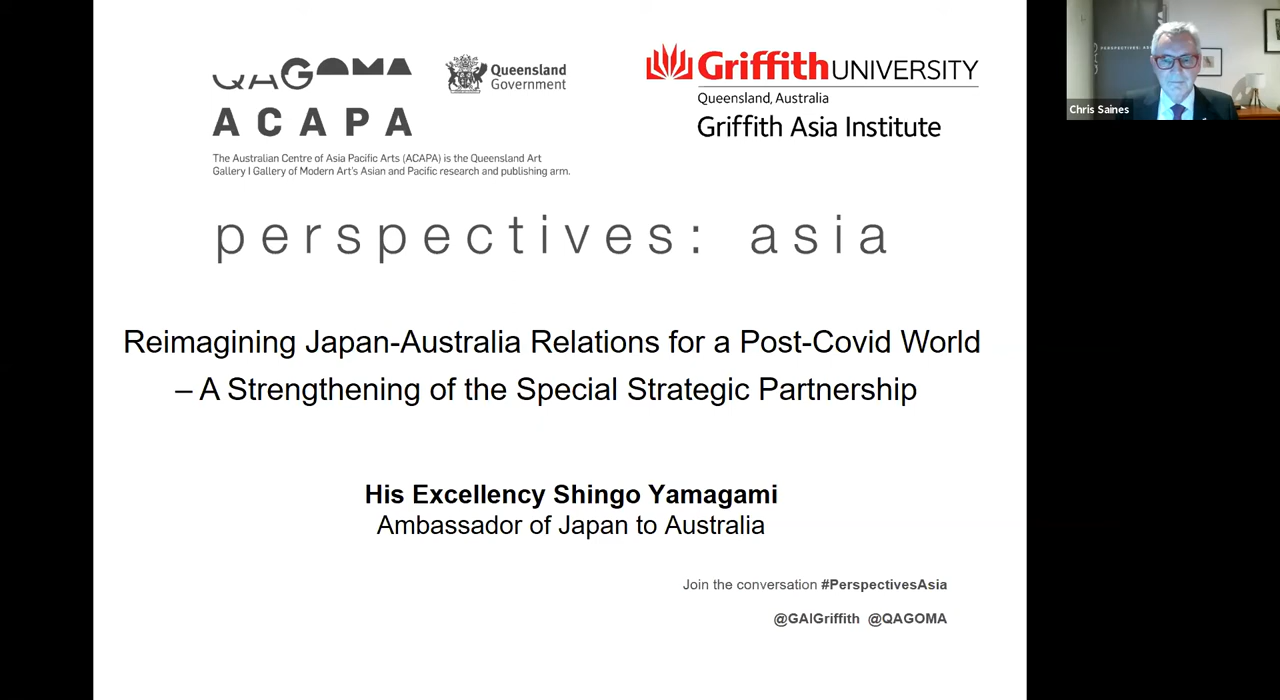 QAGOMA
Queensland
Government
ACAPA
The Australian Centre of Asia Pacific Arts (ACAPA) is the Queensland Art
Gallery I Gallery of Modern Art's Asian and Pacific research and publishing arm.
Griffith UNIVERSITY
Queensland, Australia
Griffith Asia Institute
perspectives: asia
Reimagining Japan-Australia Relations for a Post-Covid World
– A Strengthening of the Special Strategic Partnership
His Excellency Shingo Yamagami
Ambassador of Japan to Australia
Join the conversation #PerspectivesAsia
@GAIGriffith @QAGOMA
Chris Saines